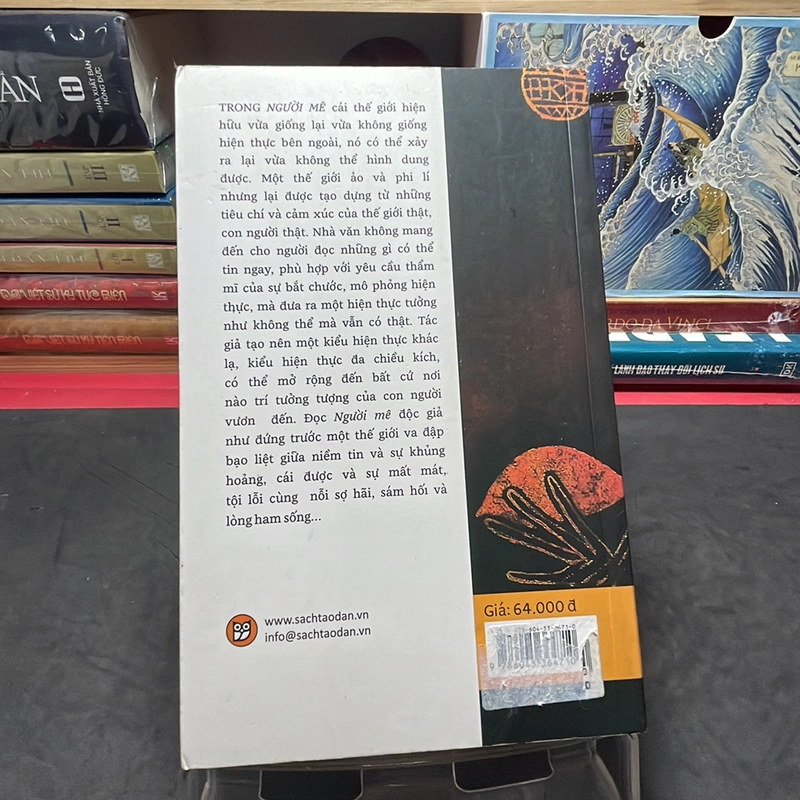 ÁN
NHÀ XUẤT BẢN
HỒNG ĐỨC
III
II
I
TRONG NGƯỜI MÊ cái thế giới hiện
hữu vừa giống lại vừa không giống
hiện thực bên ngoài, nó có thể xảy
ra lại vừa không thể hình dung
được. Một thế giới ảo và phi lí
nhưng lại được tạo dựng từ những
tiêu chí và cảm xúc của thế giới thật,
con người thật. Nhà văn không mang
đến cho người đọc những gì có thể
tin ngay, phù hợp với yêu cầu thẩm
mĩ của sự bắt chước, mô phỏng hiện
thực, mà đưa ra một hiện thực tưởng
như không thể mà vẫn có thật. Tác
giả tạo nên một kiểu hiện thực khác
lạ, kiểu hiện thực đa chiều kích,
có thể mở rộng đến bất cứ nơi
nào trí tưởng tượng của con người
vươn đến. Đọc Người mê độc giả
như đứng trước một thế giới va đập
bạo liệt giữa niềm tin và sự khủng
hoảng, cái được và sự mất mát,
tội lỗi cùng nỗi sợ hãi, sám hối và
lòng ham sống...
www.sachtaodan.vn
info@sachtaodan.vn
Giá: 64.000 đ
DA VINCI
LÃNH ĐẠO THAY ĐỔI LỊCH SỬ
DK